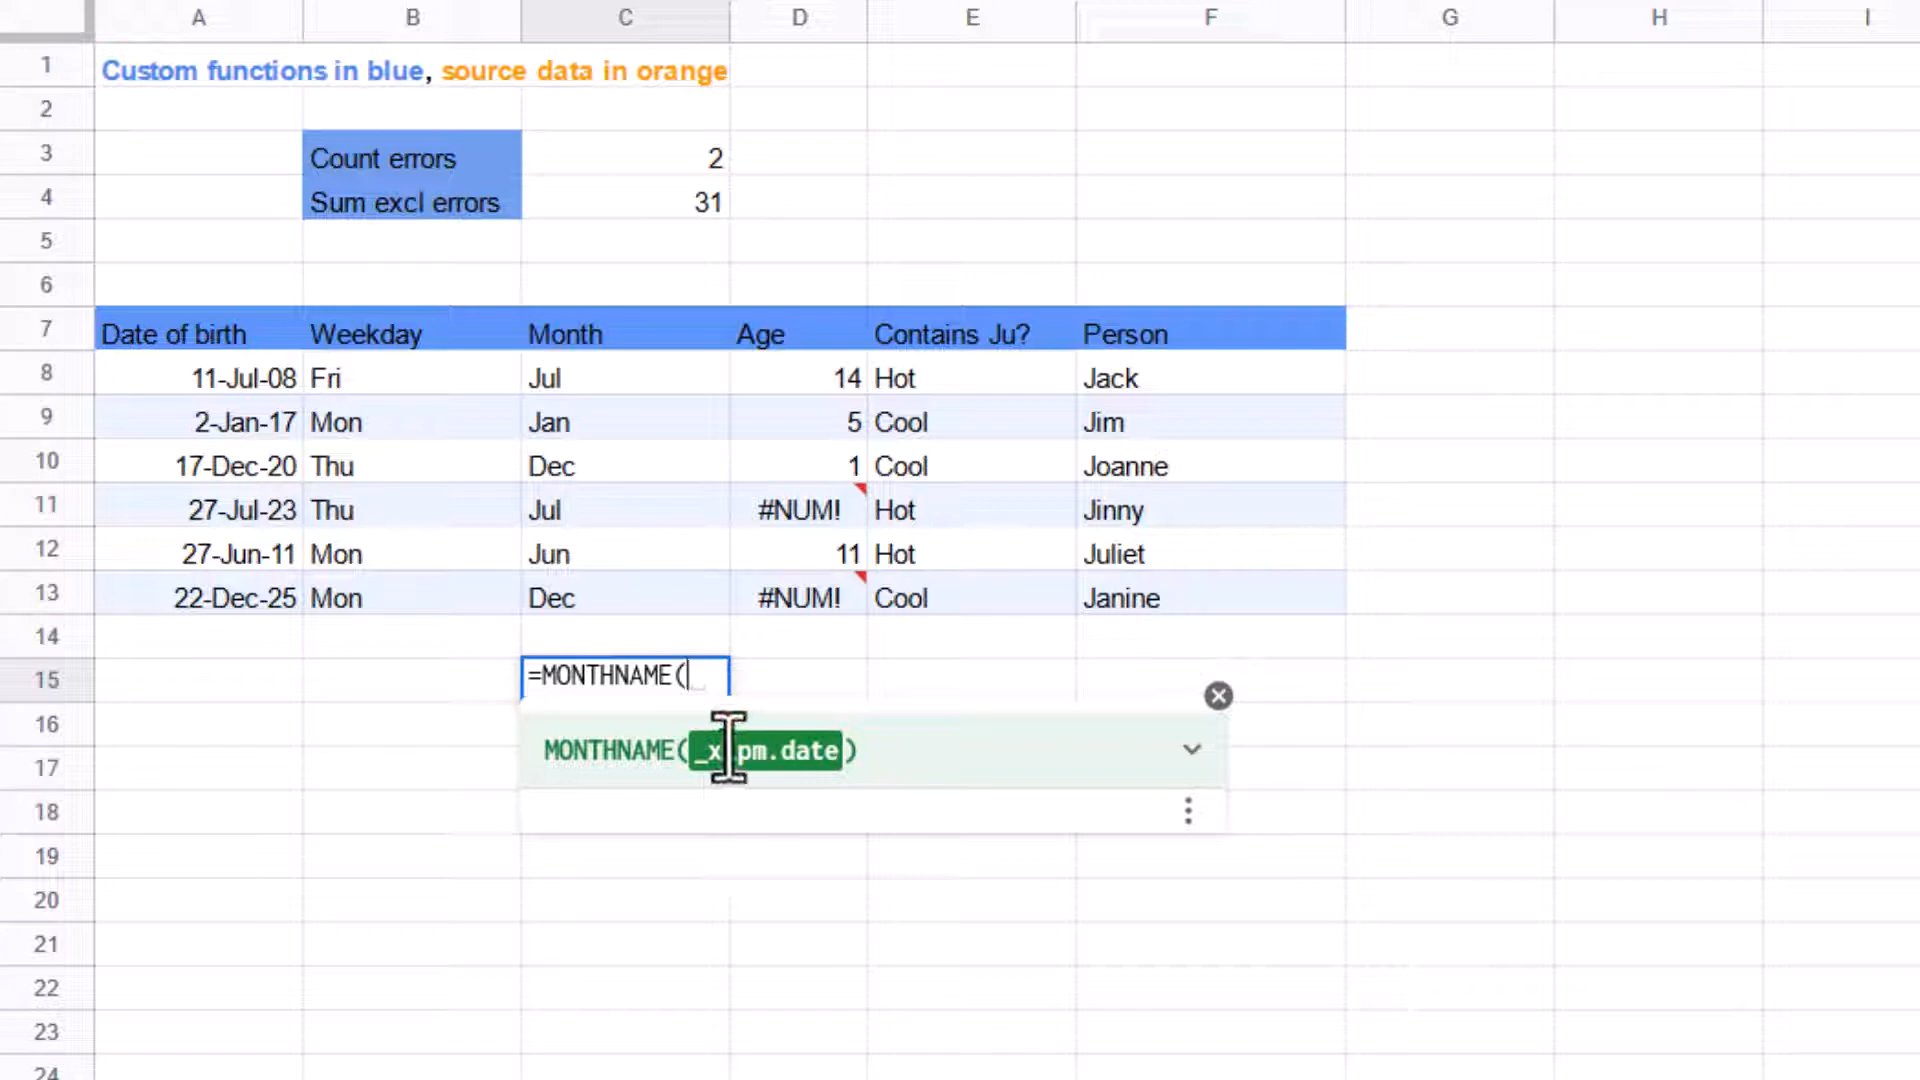 A B C D E F G H I
1 Custom functions in blue, source data in orange
2
3 Count errors 2
4 Sum excl errors 31
5
6
7 Date of birth Weekday Month Age Contains Ju? Person
8 11-Jul-08 Fri Jul 14 Hot Jack
9 2-Jan-17 Mon Jan 5 Cool Jim
10 17-Dec-20 Thu Dec 1 Cool Joanne
11 27-Jul-23 Thu Jul #NUM! Hot Jinny
12 27-Jun-11 Mon Jun 11 Hot Juliet
13 22-Dec-25 Mon Dec #NUM! Cool Janine
14
15 =MONTHNAME(
16
MONTHNAME( pm.date)
17
18
19
20
21
22
23
24